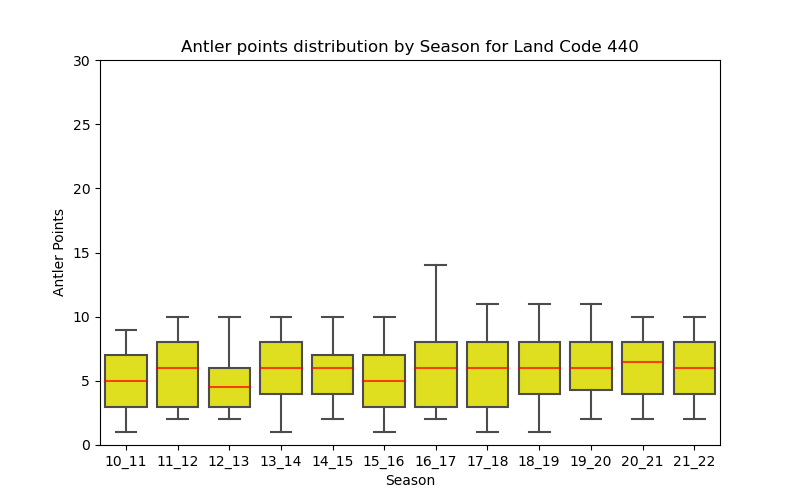 Antler points distribution by Season for Land Code 440
30
25
20
15
10
5
0
Antler Points
10_11 11_12 12_13 13_14 14_15 15_16 16_17 17_18 18_19 19_20 20_21 21_22
Season